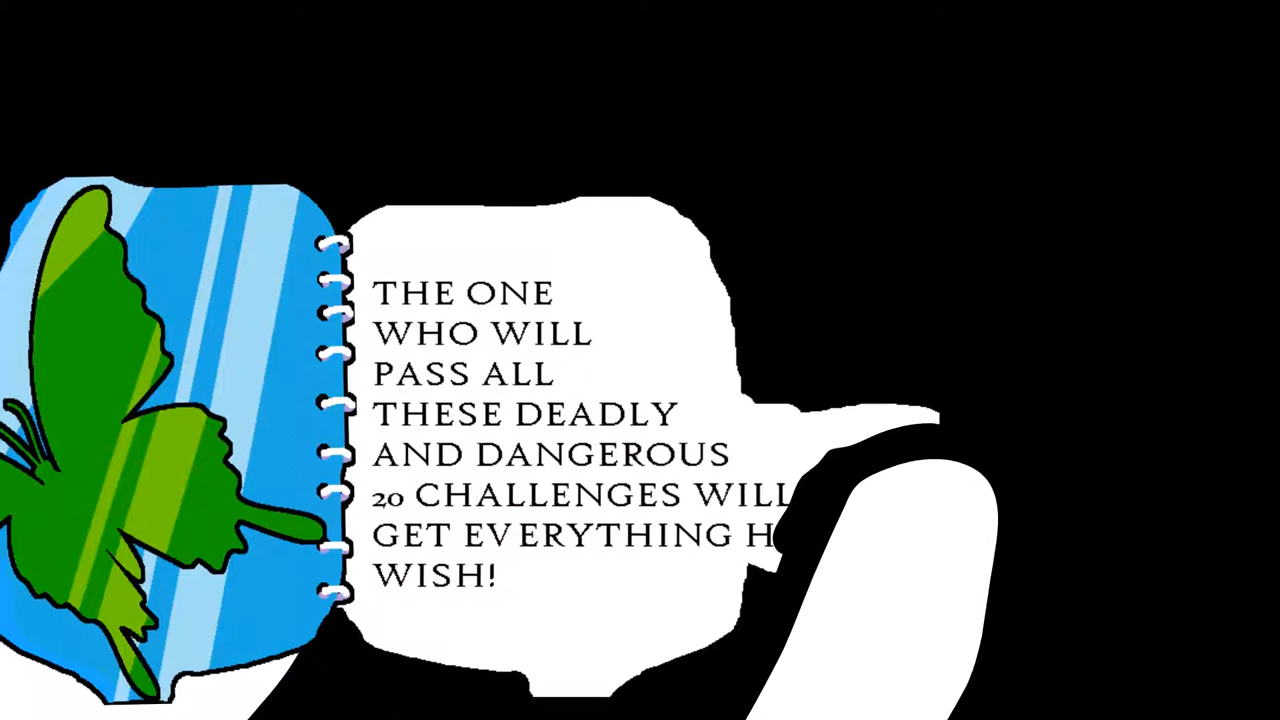 THE ONE
WHO WILL
PASS ALL
THESE DEADLY
AND DANGEROUS
20 CHALLENGES WILL
GET EVERYTHING H
WISH!